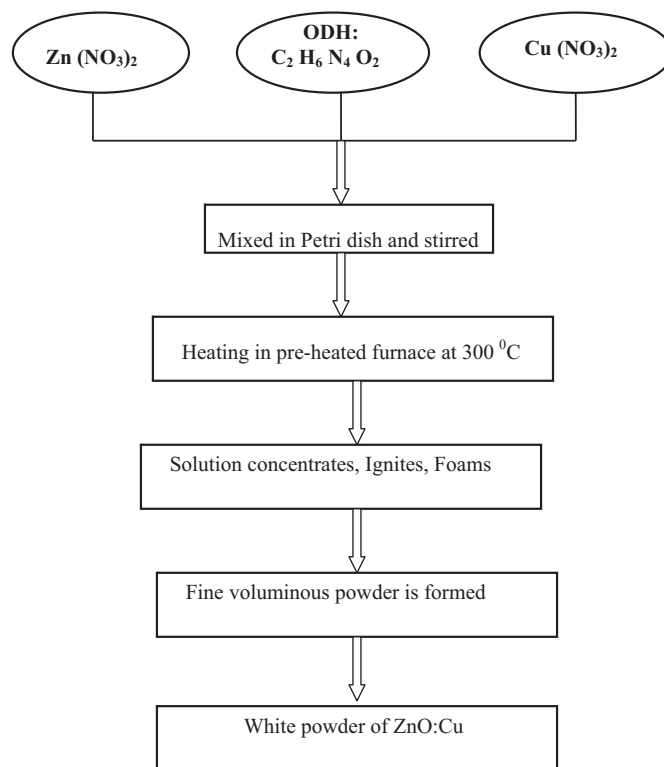 Zn (NO₃)₂
ODH:
C₂ H₆ N₄ O₂
Cu (NO₃)₂
Mixed in Petri dish and stirred
Heating in pre-heated furnace at 300 ⁰C
Solution concentrates, Ignites, Foams
Fine voluminous powder is formed
White powder of ZnO:Cu